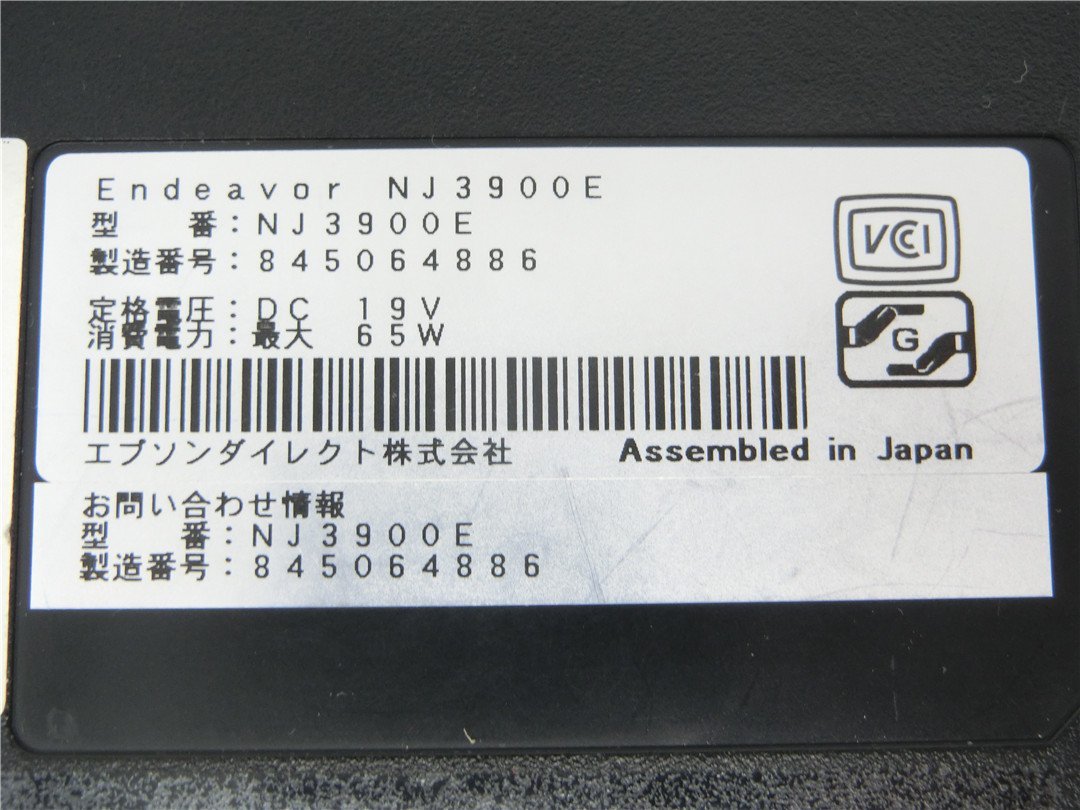 Endeavor NJ3900E
型　番：NJ3900E
製造番号：845064886
定格電圧：DC 19V
消費電力：最大 65W
VCCI
G
エプソンダイレクト株式会社
Assembled in Japan
お問い合わせ情報
型　番：NJ3900E
製造番号：845064886